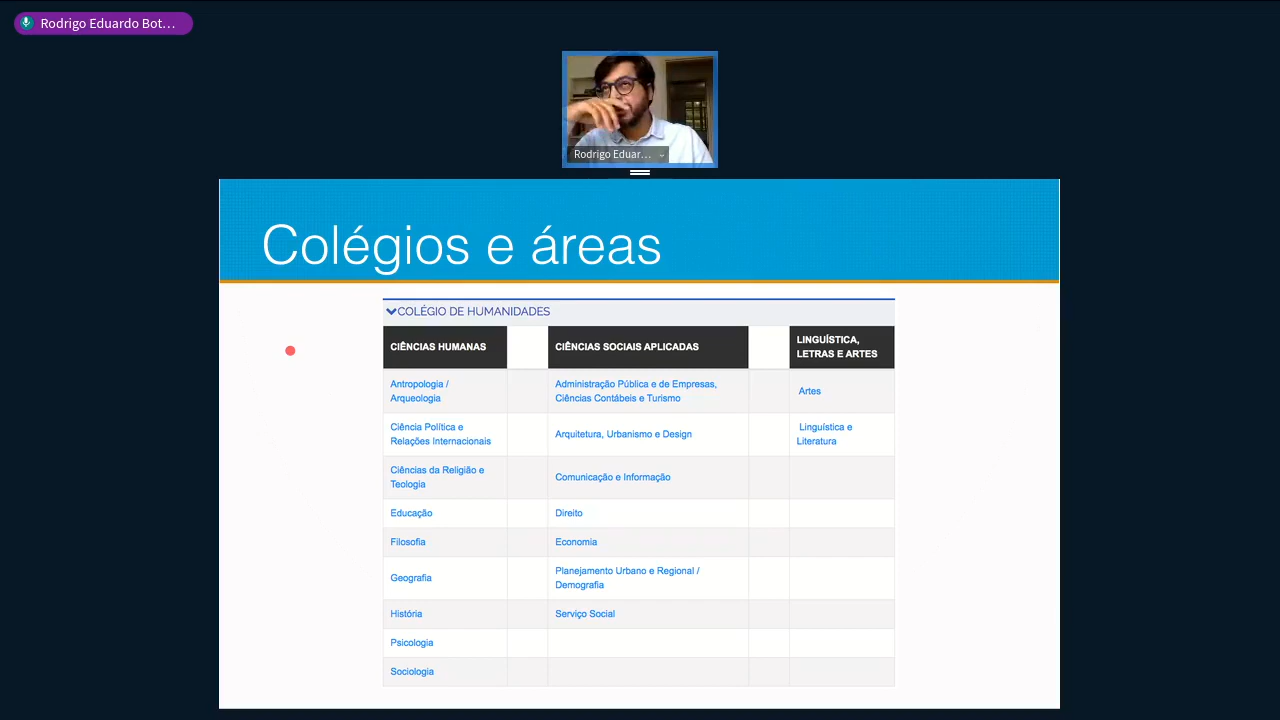 Rodrigo Eduardo Bot...
Rodrigo Eduar...
Colégios e áreas
COLÉGIO DE HUMANIDADES
CIÊNCIAS HUMANAS
CIÊNCIAS SOCIAIS APLICADAS
LINGUÍSTICA,
LETRAS E ARTES
Antropologia /
Arqueologia
Administração Pública e de Empresas,
Ciências Contábeis e Turismo
Artes
Ciência Política e
Relações Internacionais
Arquitetura, Urbanismo e Design
Linguística e
Literatura
Ciências da Religião e
Teologia
Comunicação e Informação
Educação
Direito
Filosofia
Economia
Geografia
Planejamento Urbano e Regional /
Demografia
História
Serviço Social
Psicologia
Sociologia